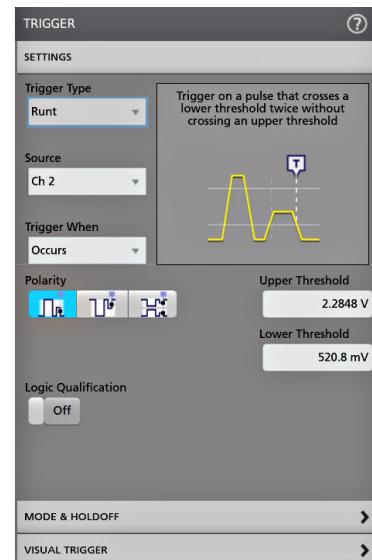 TRIGGER
?
SETTINGS
Trigger Type
Runt
Trigger on a pulse that crosses a
lower threshold twice without
crossing an upper threshold
T
Source
Ch 2
Trigger When
Occurs
Polarity
Upper Threshold
2.2848 V
Lower Threshold
520.8 mV
Logic Qualification
Off
MODE & HOLDOFF
VISUAL TRIGGER